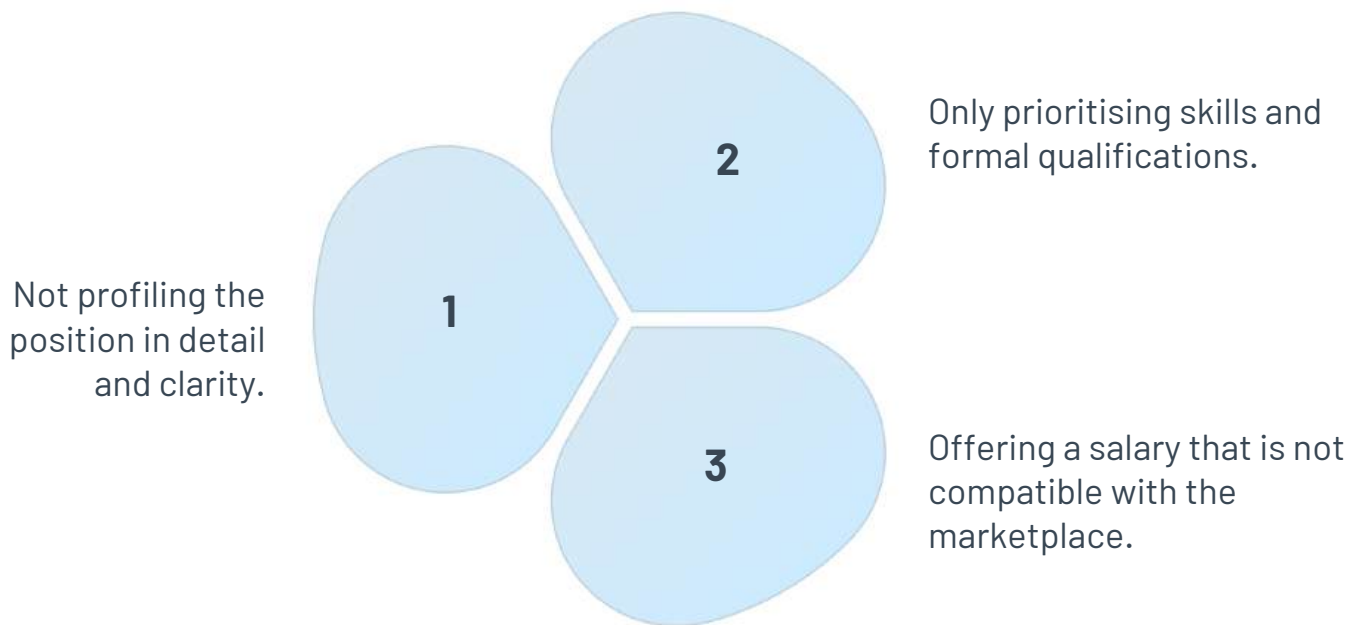 1
Not profiling the
position in detail
and clarity.
2
Only prioritising skills and
formal qualifications.
3
Offering a salary that is not
compatible with the
marketplace.